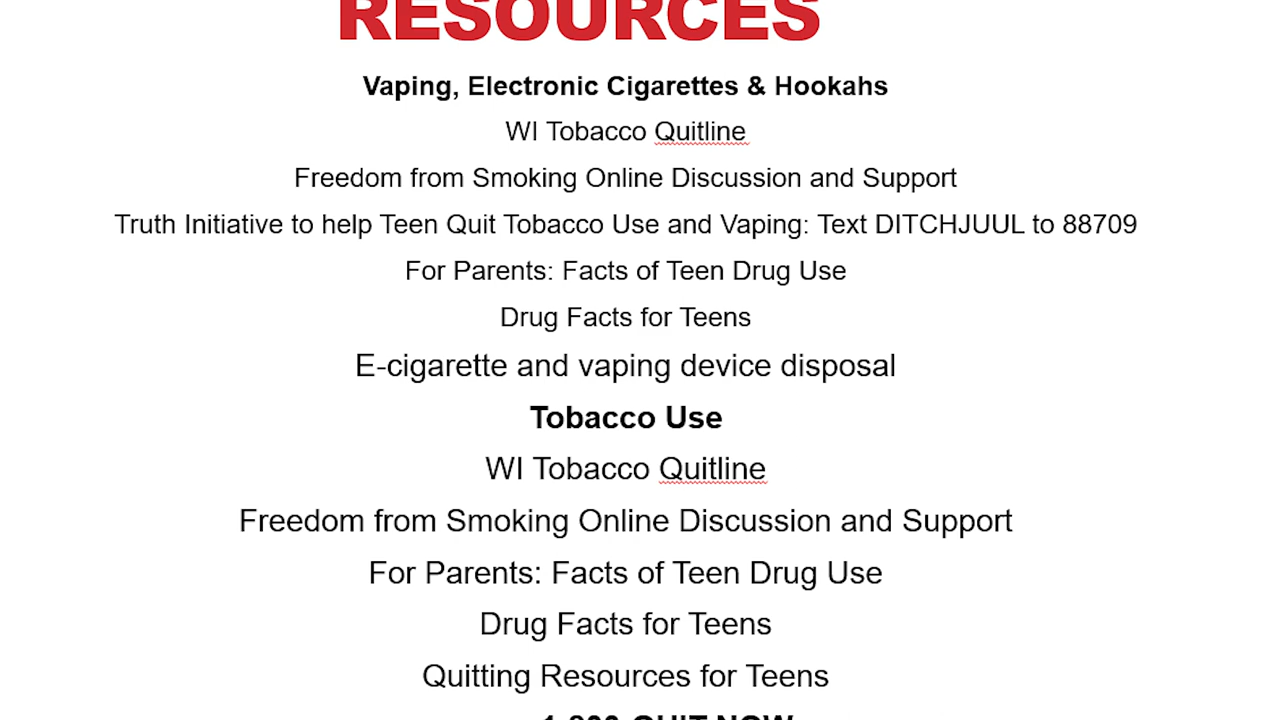 RESOURCES
Vaping, Electronic Cigarettes & Hookahs
WI Tobacco Quitline
Freedom from Smoking Online Discussion and Support
Truth Initiative to help Teen Quit Tobacco Use and Vaping: Text DITCHJUUL to 88709
For Parents: Facts of Teen Drug Use
Drug Facts for Teens
E-cigarette and vaping device disposal
Tobacco Use
WI Tobacco Quitline
Freedom from Smoking Online Discussion and Support
For Parents: Facts of Teen Drug Use
Drug Facts for Teens
Quitting Resources for Teens
QUIT NOW